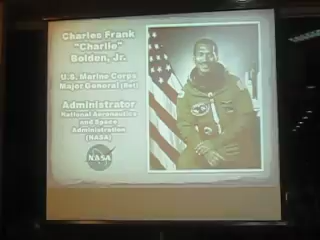 Charles Frank
"Charlie"
Bolden, Jr.
U.S. Marine Corps
Major General (Ret)
Administrator
National Aeronautics
and Space
Administration
(NASA)
NASA